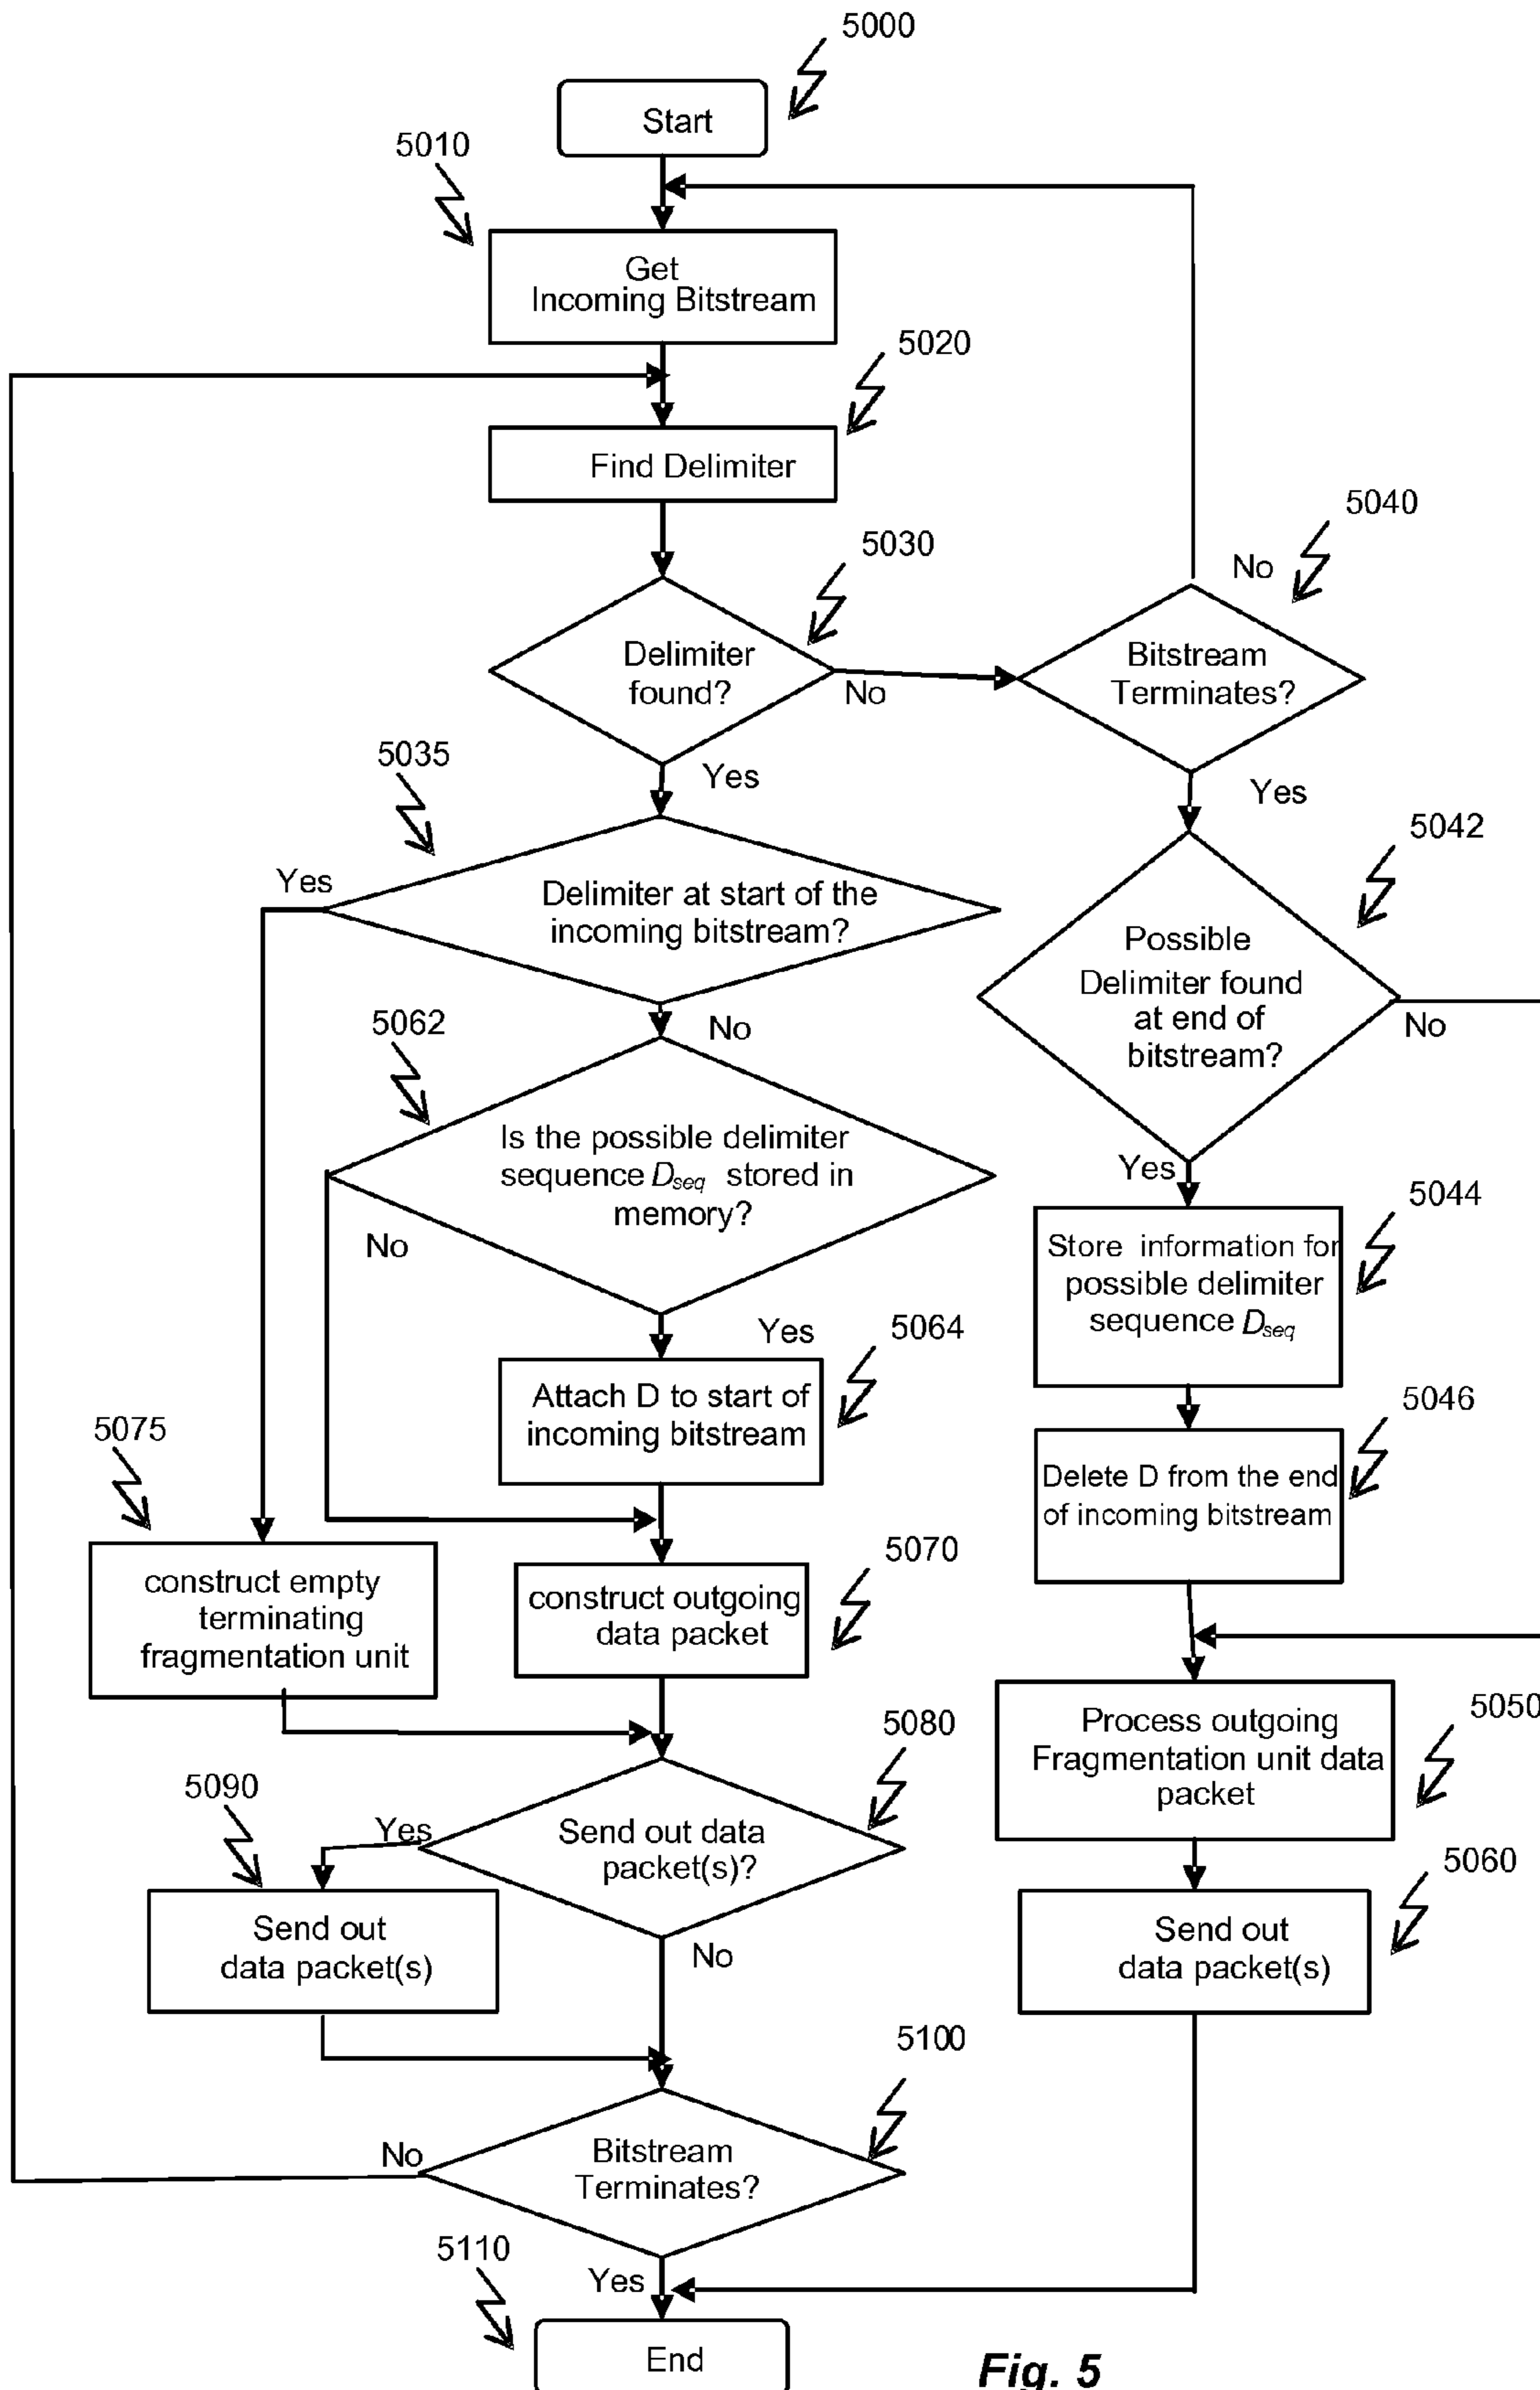 5000
Start
5010
Get
Incoming Bitstream
5020
Find Delimiter
5040
5030
No
Delimiter
found?
No
Bitstream
Terminates?
5035
Yes
Yes
5042
Yes
Delimiter at start of the
incoming bitstream?
Possible
Delimiter found
at end of
bitstream?
No
5062
No
Is the possible delimiter
sequence Dseq stored in
memory?
No
Yes
5044
Store information for
possible delimiter
sequence Dseq
Yes
5064
Attach D to start of
incoming bitstream
5046
Delete D from the end
of incoming bitstream
5075
construct empty
terminating
fragmentation unit
5070
construct outgoing
data packet
5050
Process outgoing
Fragmentation unit data
packet
5080
Send out data
packet(s)?
Yes
5090
Send out
data packet(s)
No
5060
Send out
data packet(s)
5100
Bitstream
Terminates?
No
5110
Yes
End
Fig. 5